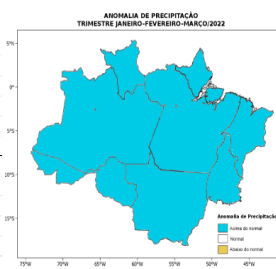 ANOMALIA DE PRECIPITAÇÃO
TRIMESTRE JANEIRO-FEVEREIRO-MARÇO/2022
5°N
0°
5°S
10°S
15°S
75°W 70°W 65°W 60°W 55°W 50°W 45°W
Anomalia de Precipitação
Acima do normal
Normal
Abaixo do normal